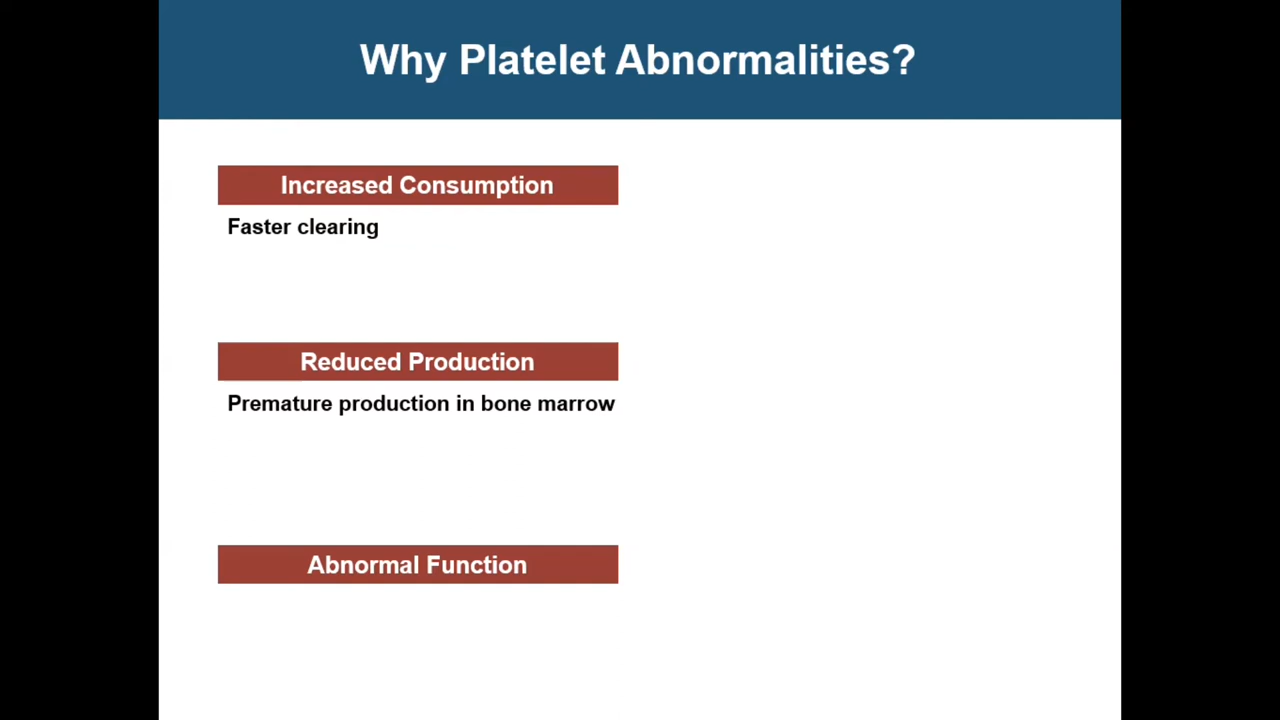 Why Platelet Abnormalities?
Increased Consumption
Faster clearing
Reduced Production
Premature production in bone marrow
Abnormal Function